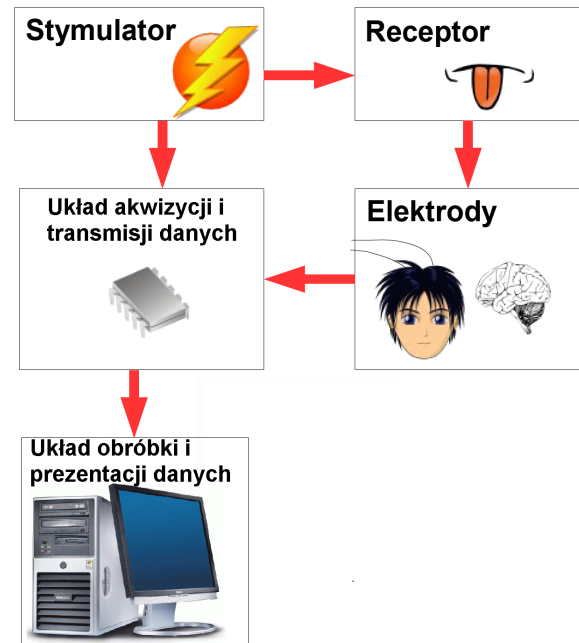 Stymulator
Receptor
Układ akwizycji i
transmisji danych
Elektrody
Układ obróbki i
prezentacji danych